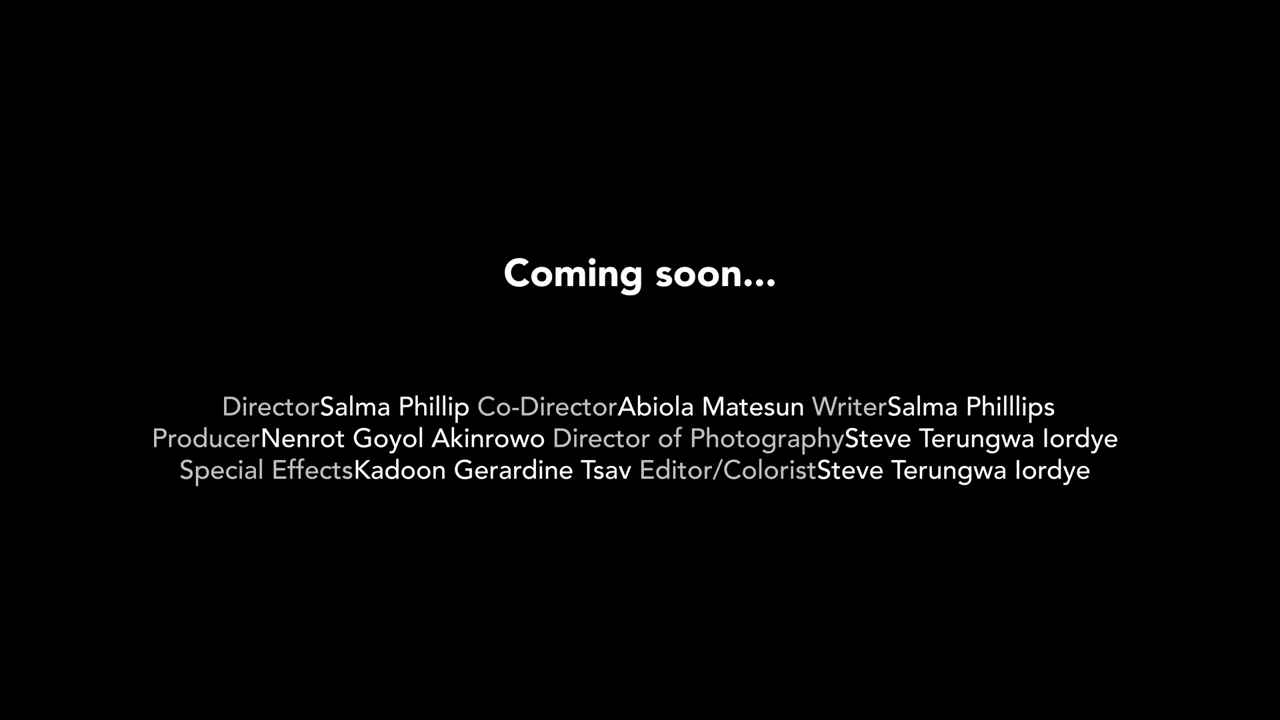 Coming soon...
DirectorSalma Phillip Co-DirectorAbiola Matesun WriterSalma Philllips
ProducerNenrot Goyol Akinrowo Director of PhotographySteve Terungwa Iordye
Special EffectsKadoon Gerardine Tsav Editor/ColoristSteve Terungwa Iordye